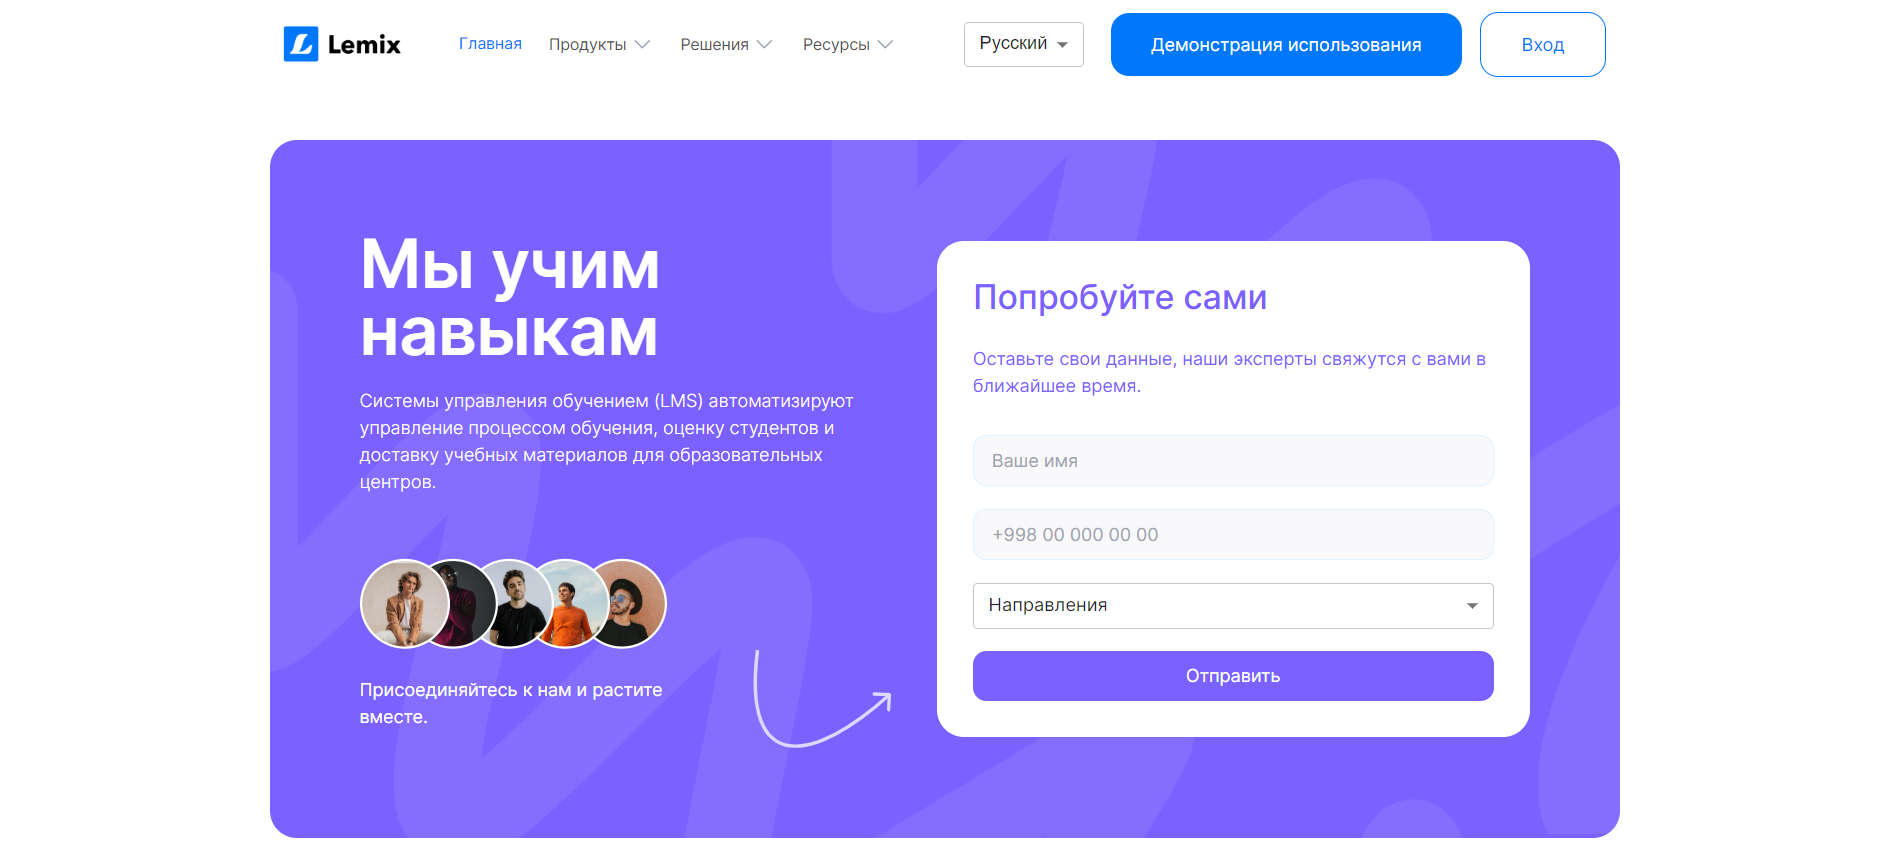 Lemix
Главная
Продукты
Решения
Ресурсы
Русский
Демонстрация использования
Вход
Мы учим
навыкам
Системы управления обучением (LMS) автоматизируют
управление процессом обучения, оценку студентов и
доставку учебных материалов для образовательных
центров.
Присоединяйтесь к нам и растите
вместе.
Попробуйте сами
Оставьте свои данные, наши эксперты свяжутся с вами в
ближайшее время.
Ваше имя
+998 00 000 00 00
Направления
Отправить